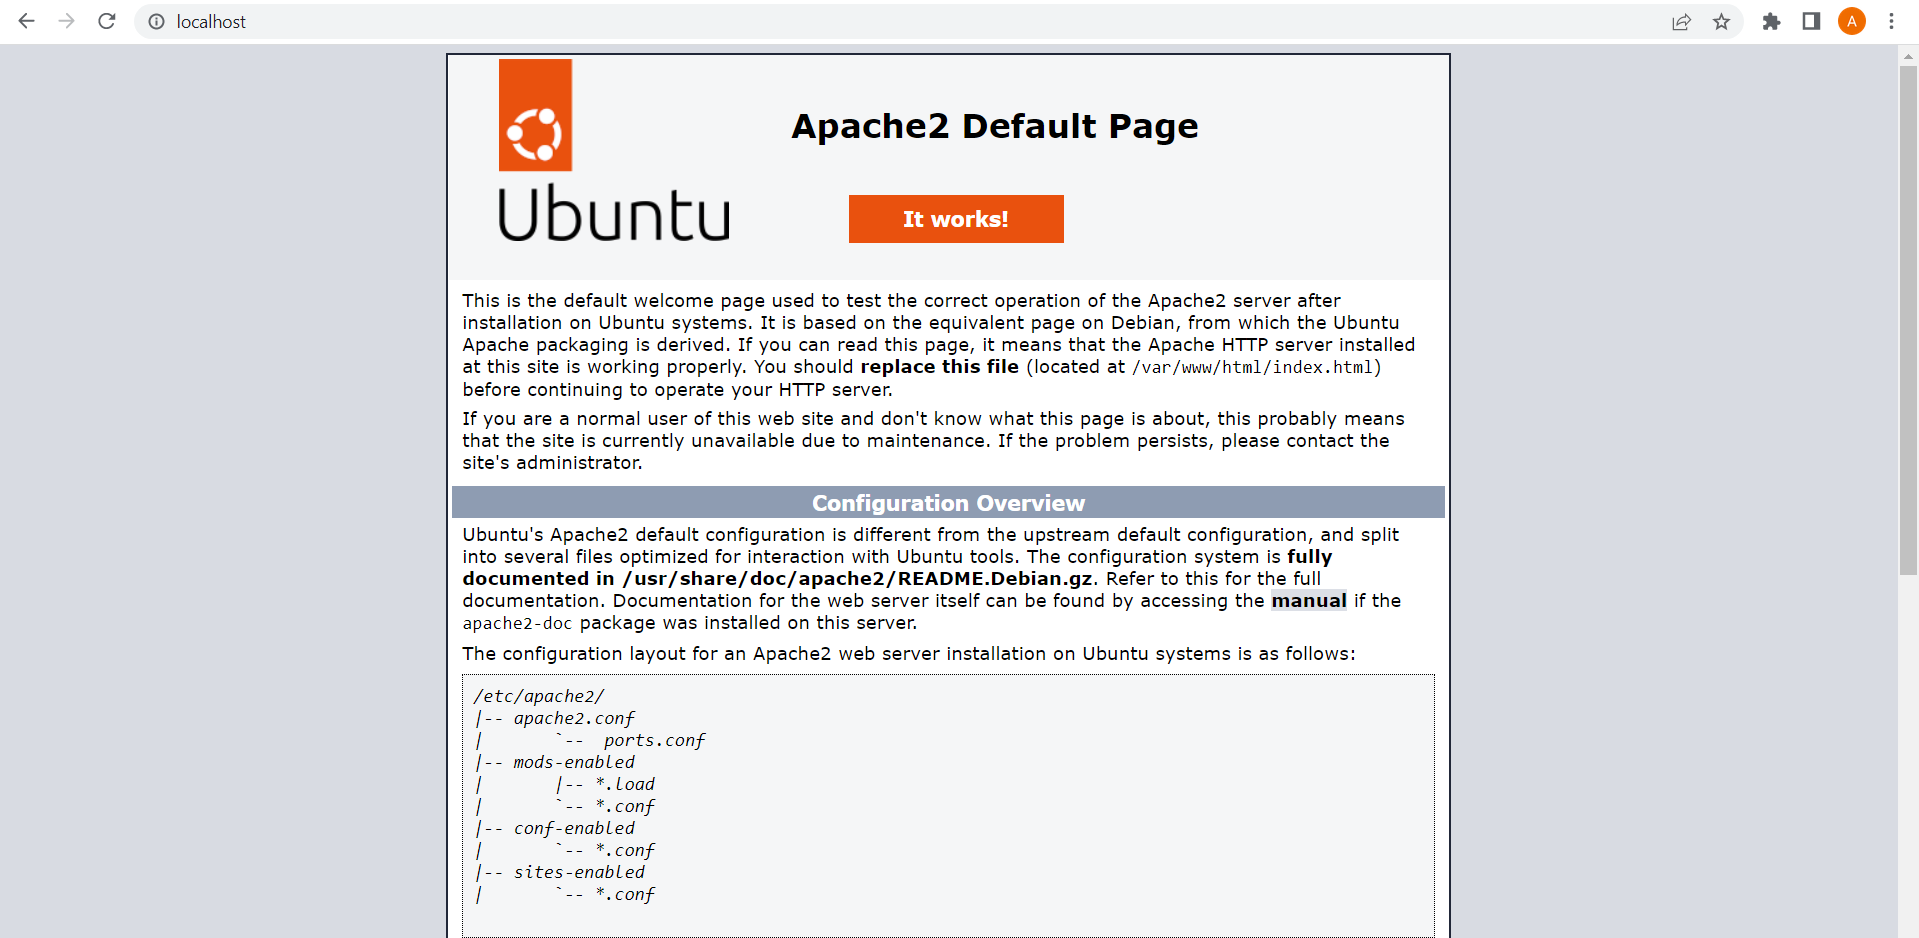 localhost
A
Apache2 Default Page
Ubuntu
It works!
This is the default welcome page used to test the correct operation of the Apache2 server after
installation on Ubuntu systems. It is based on the equivalent page on Debian, from which the Ubuntu
Apache packaging is derived. If you can read this page, it means that the Apache HTTP server installed
at this site is working properly. You should replace this file (located at /var/www/html/index.html)
before continuing to operate your HTTP server.
If you are a normal user of this web site and don't know what this page is about, this probably means
that the site is currently unavailable due to maintenance. If the problem persists, please contact the
site's administrator.
Configuration Overview
Ubuntu's Apache2 default configuration is different from the upstream default configuration, and split
into several files optimized for interaction with Ubuntu tools. The configuration system is fully
documented in /usr/share/doc/apache2/README.Debian.gz. Refer to this for the full
documentation. Documentation for the web server itself can be found by accessing the manual if the
apache2-doc package was installed on this server.
The configuration layout for an Apache2 web server installation on Ubuntu systems is as follows:
/etc/apache2/
|-- apache2.conf
|       `--  ports.conf
|-- mods-enabled
|       |-- *.load
|       `-- *.conf
|-- conf-enabled
|       `-- *.conf
|-- sites-enabled
|       `-- *.conf